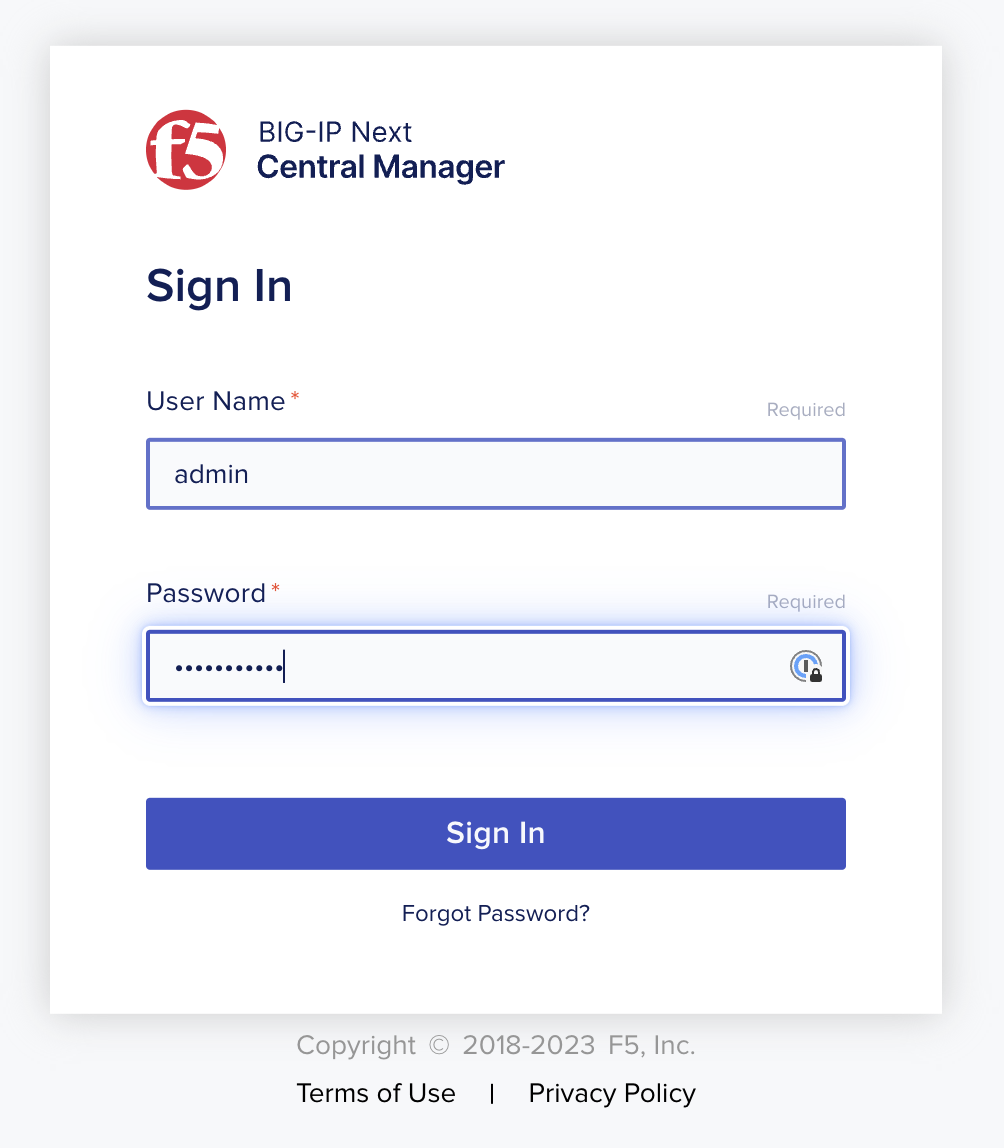 f5
BIG-IP Next
Central Manager
Sign In
User Name *
Required
admin
Password *
Required
•••••••••••
Sign In
Forgot Password?
Copyright © 2018-2023 F5, Inc.
Terms of Use | Privacy Policy